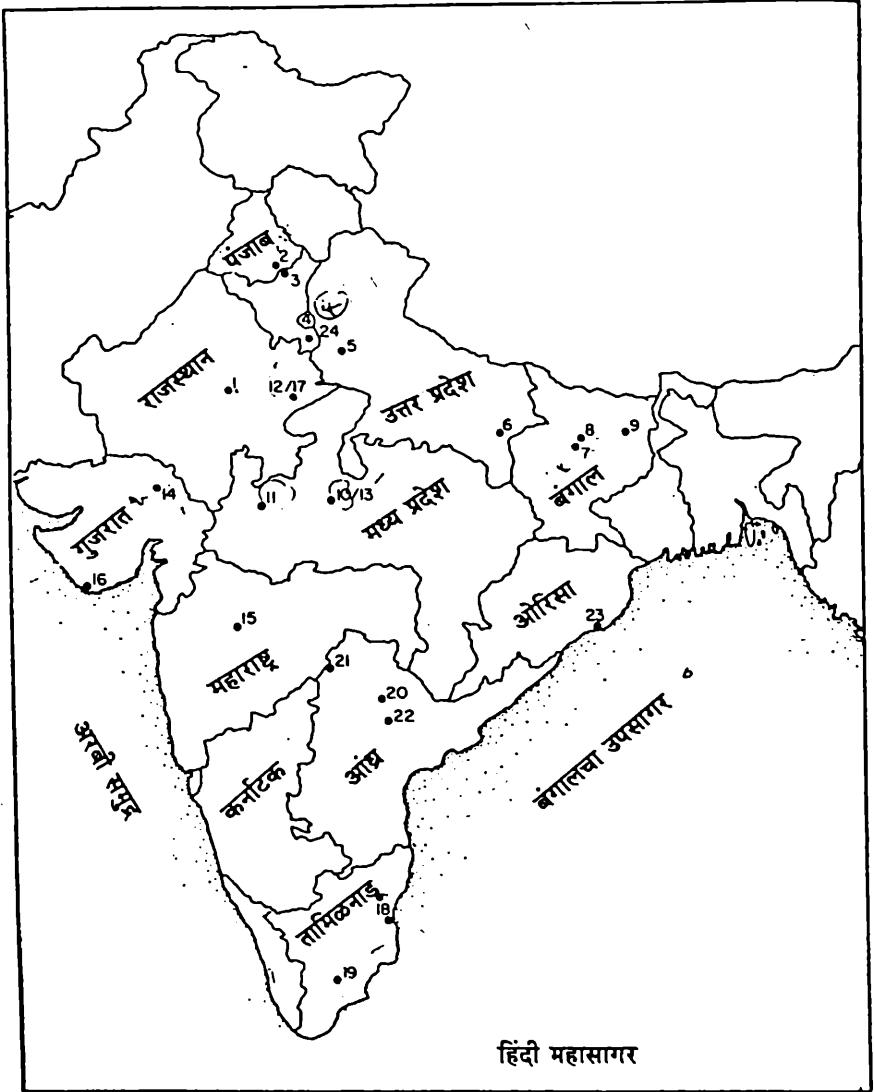 पंजाब
2
3
4
4
24
5
राजस्थान
1
12/17
उत्तर प्रदेश
6
8
9
7
बंगाल
गुजरात
14
11
10/13
मध्य प्रदेश
16
15
महाराष्ट्र
ओरिसा
23
21
20
22
आंध्र
कर्नाटक
अरबी समुद्र
बंगालचा उपसागर
तामिळनाडू
18
19
हिंदी महासागर